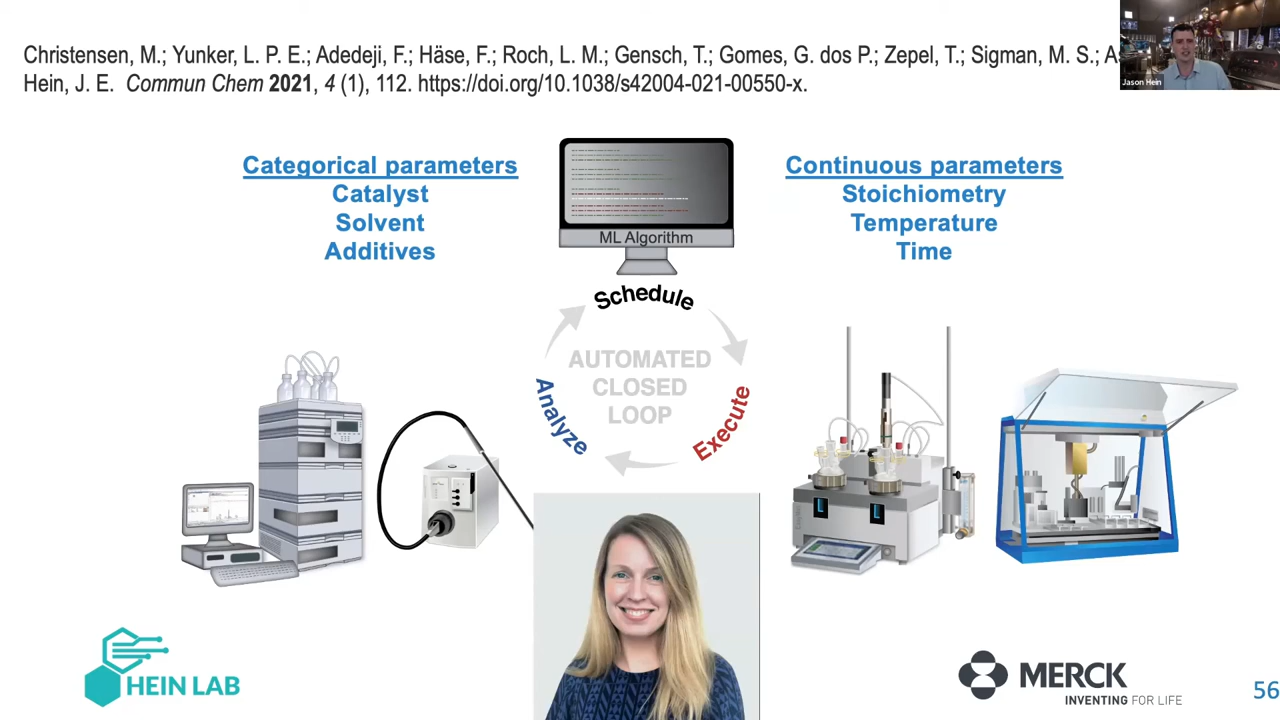 Christensen, M.; Yunker, L. P. E.; Adedeji, F.; Häse, F.; Roch, L. M.; Gensch, T.; Gomes, G. dos P.; Zepel, T.; Sigman, M. S.;
Hein, J. E. Commun Chem 2021, 4 (1), 112. https://doi.org/10.1038/s42004-021-00550-x.
Jason Hein
Categorical parameters
Catalyst
Solvent
Additives
ML Algorithm
Continuous parameters
Stoichiometry
Temperature
Time
Schedule
AUTOMATED
CLOSED
LOOP
Analyze
Execute
HEIN LAB
MERCK
INVENTING FOR LIFE
56